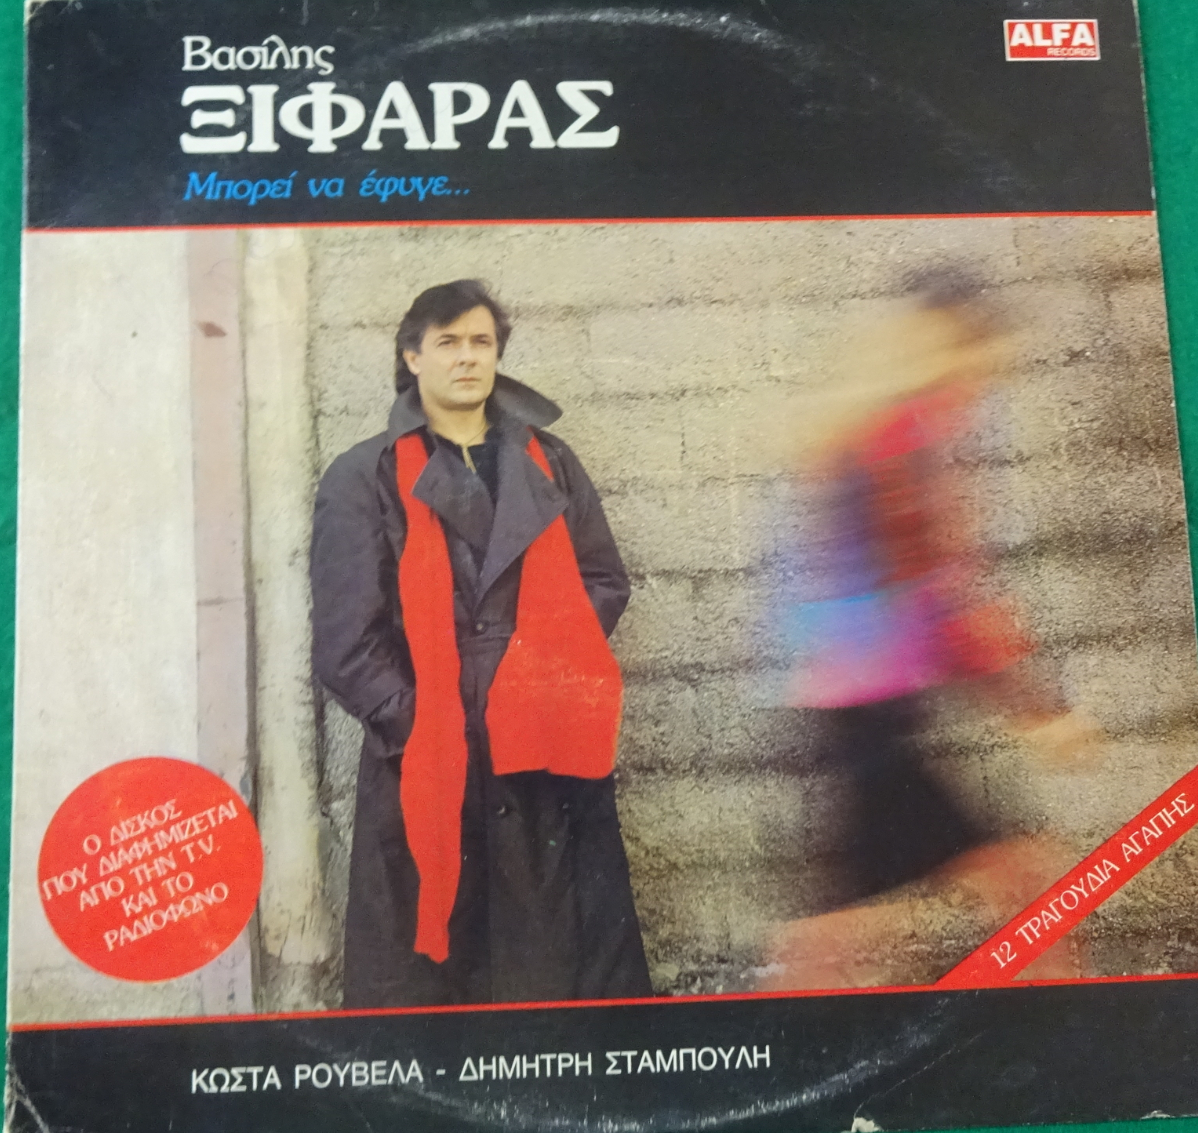 Βασίλης
ΞΙΦΑΡΑΣ
Μπορεί να έφυγε...
ALFA
RECORDS
Ο ΔΙΣΚΟΣ
ΠΟΥ ΔΙΑΦΗΜΙΖΕΤΑΙ
ΑΠΟ ΤΗΝ T.V.
ΚΑΙ ΤΟ
ΡΑΔΙΟΦΩΝΟ
12 ΤΡΑΓΟΥΔΙΑ ΑΓΑΠΗΣ
ΚΩΣΤΑ ΡΟΥΒΕΛΑ - ΔΗΜΗΤΡΗ ΣΤΑΜΠΟΥΛΗ